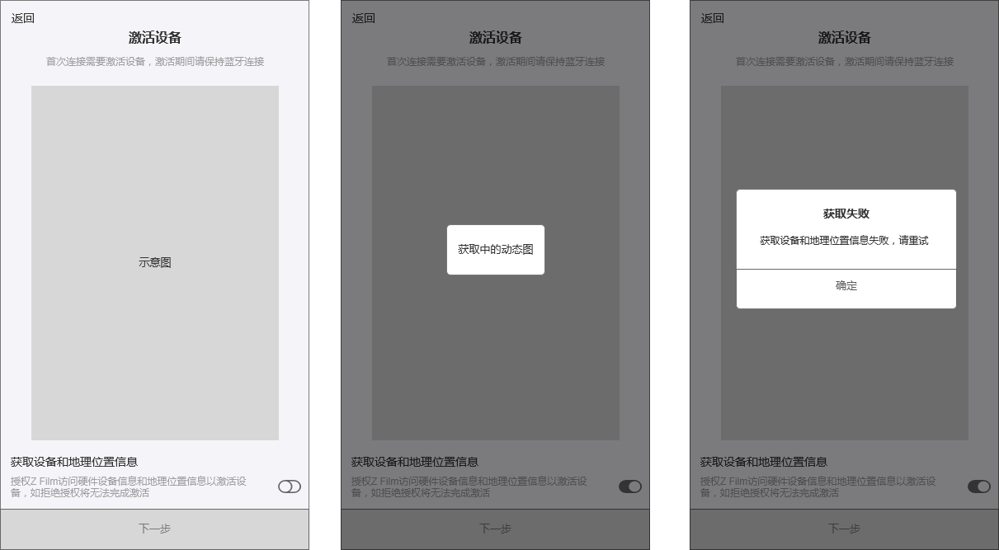 返回
激活设备
首次连接需要激活设备，激活期间请保持蓝牙连接
示意图
获取设备和地理位置信息
授权Z Film访问硬件设备信息和地理位置信息以激活设
备，如拒绝授权将无法完成激活
下一步
返回
激活设备
首次连接需要激活设备，激活期间请保持蓝牙连接
获取中的动态图
获取设备和地理位置信息
授权Z Film访问硬件设备信息和地理位置信息以激活设
备，如拒绝授权将无法完成激活
下一步
返回
激活设备
首次连接需要激活设备，激活期间请保持蓝牙连接
获取失败
获取设备和地理位置信息失败，请重试
确定
获取设备和地理位置信息
授权Z Film访问硬件设备信息和地理位置信息以激活设
备，如拒绝授权将无法完成激活
下一步